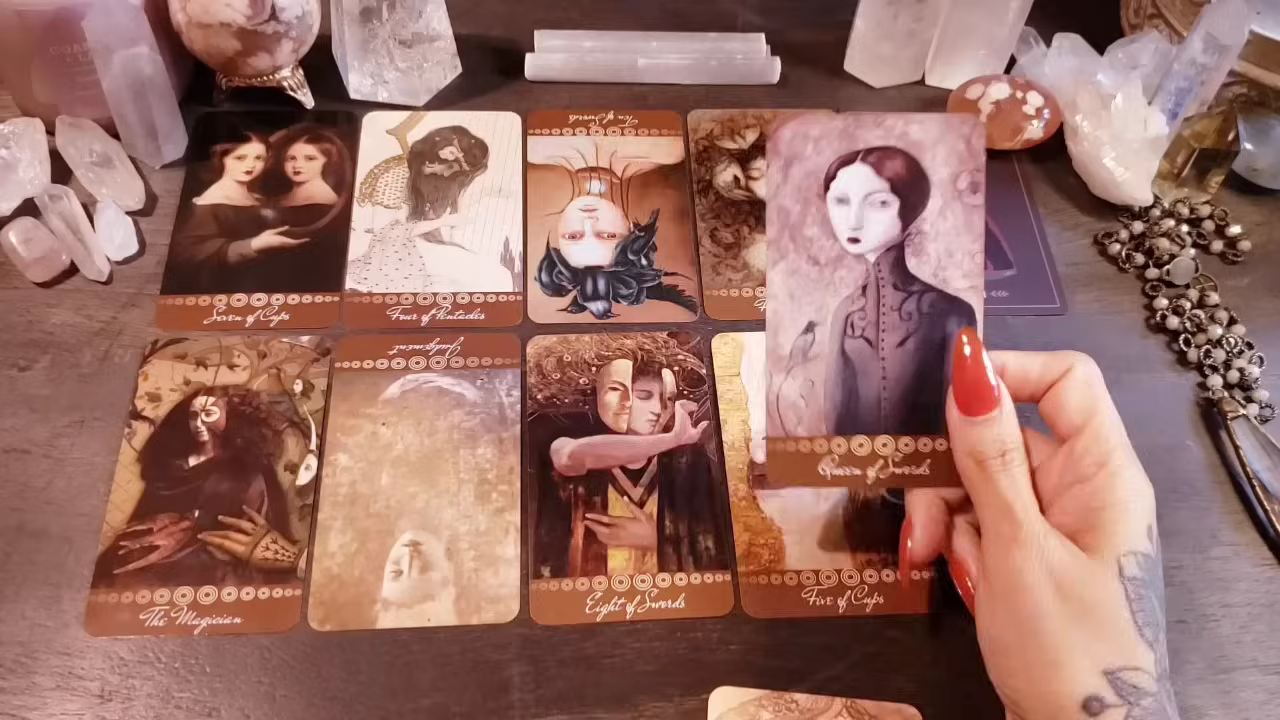 Ten of Swords
Seven of Cups
Four of Pentacles
Queen of Swords
Judgment
The Magician
Eight of Swords
Five of Cups